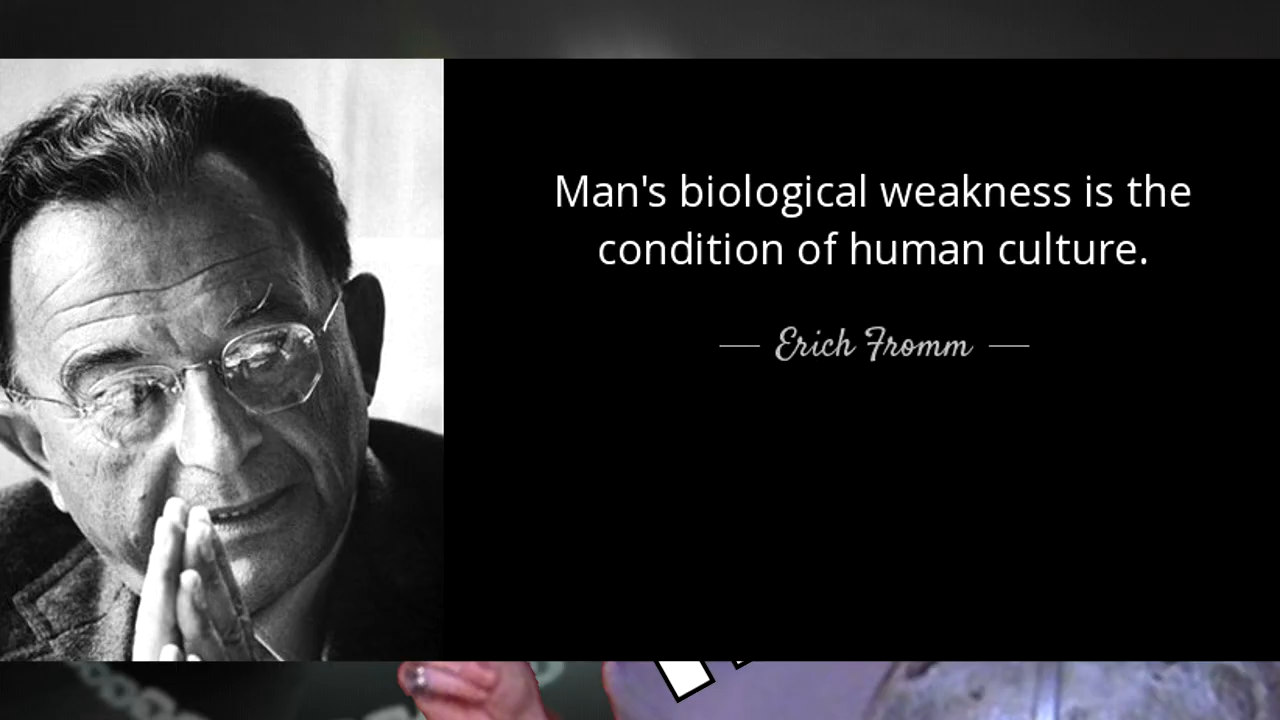 Man's biological weakness is the
condition of human culture.
Erich Fromm